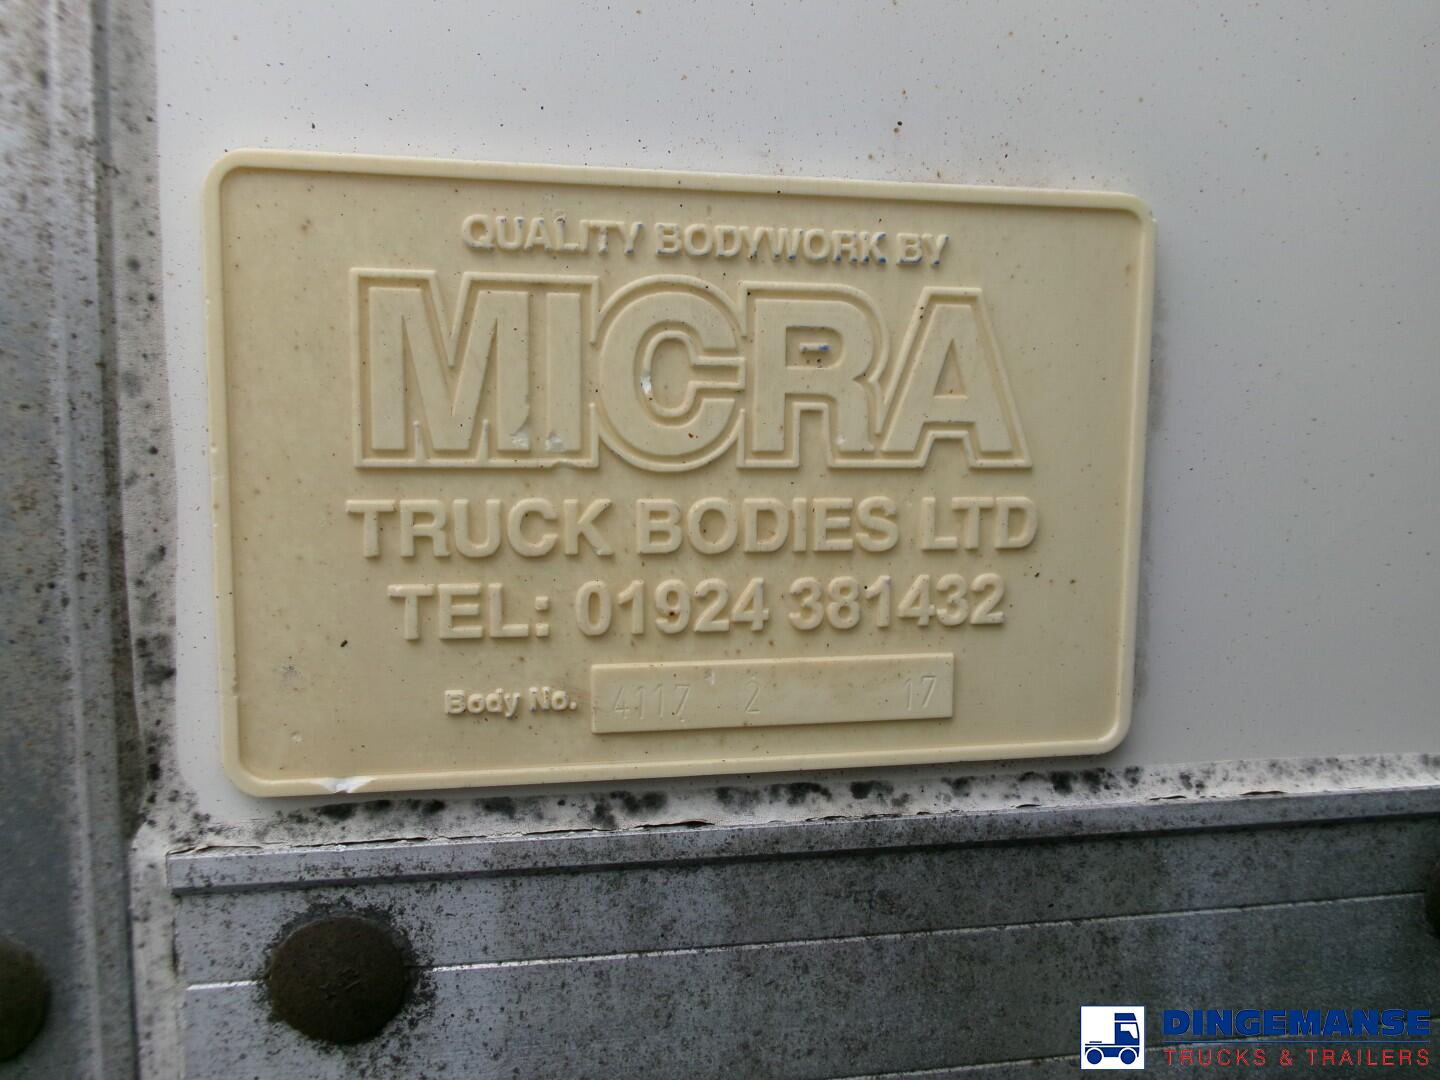 QUALITY BODYWORK BY
MICRA
TRUCK BODIES LTD
TEL: 01924 381432
Body No. 4117 2 17
DINGEMANSE
TRUCKS & TRAILERS